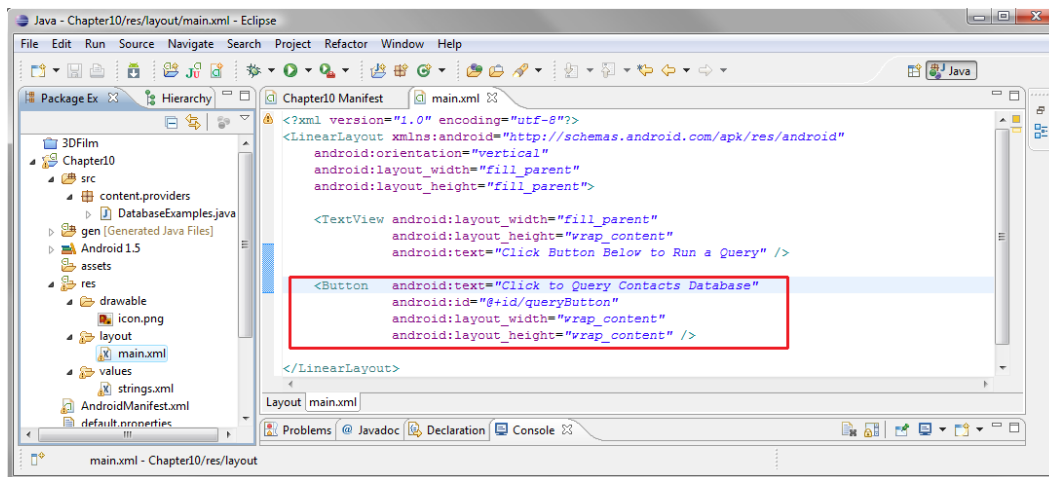 Java - Chapter10/res/layout/main.xml - Eclipse
File Edit Run Source Navigate Search Project Refactor Window Help
Java
Package Ex
Hierarchy
Chapter10 Manifest
main.xml
3DFilm
Chapter10
src
content.providers
DatabaseExamples.java
gen [Generated Java Files]
Android 1.5
assets
res
drawable
icon.png
layout
main.xml
values
strings.xml
AndroidManifest.xml
default.properties
<?xml version="1.0" encoding="utf-8"?>
<LinearLayout xmlns:android="http://schemas.android.com/apk/res/android"
android:orientation="vertical"
android:layout_width="fill_parent"
android:layout_height="fill_parent">
<TextView android:layout_width="fill_parent"
android:layout_height="wrap_content"
android:text="Click Button Below to Run a Query" />
<Button android:text="Click to Query Contacts Database"
android:id="@+id/queryButton"
android:layout_width="wrap_content"
android:layout_height="wrap_content" />
</LinearLayout>
Layout main.xml
Problems @ Javadoc Declaration Console
main.xml - Chapter10/res/layout